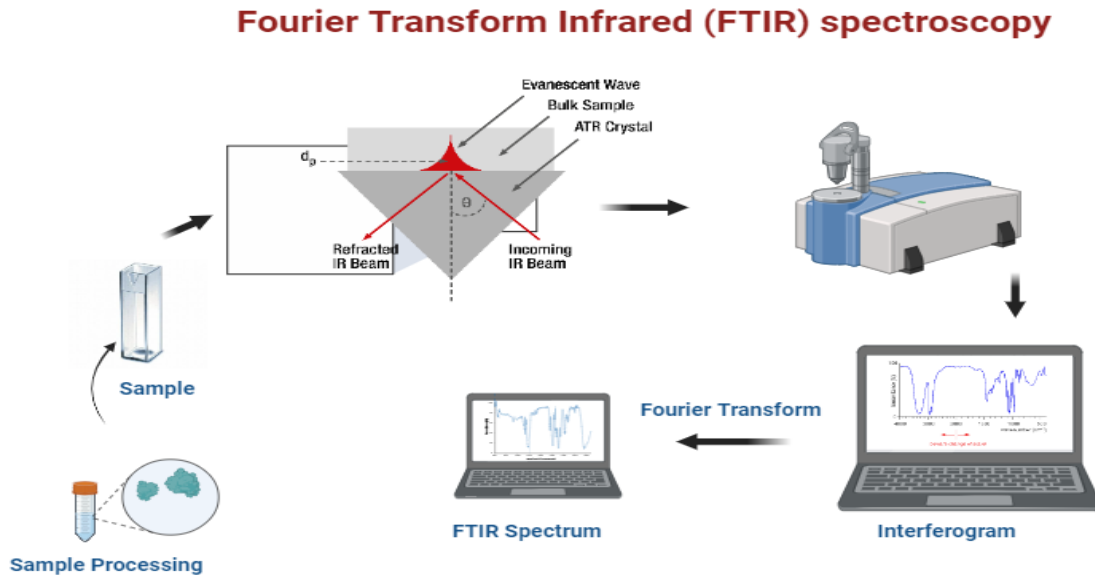 Fourier Transform Infrared (FTIR) spectroscopy
Evanescent Wave
Bulk Sample
ATR Crystal
dp
θ
Refracted
IR Beam
Incoming
IR Beam
Sample
Sample Processing
Fourier Transform
FTIR Spectrum
Interferogram